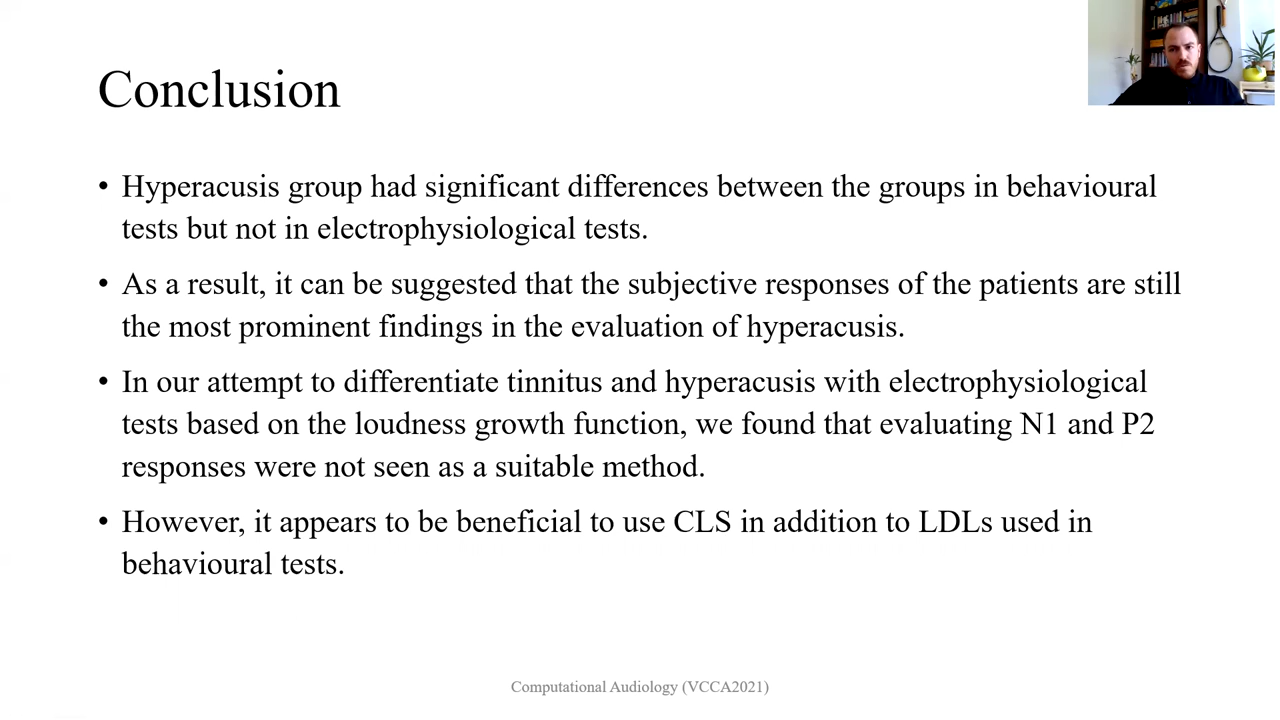 Conclusion
• Hyperacusis group had significant differences between the groups in behavioural
tests but not in electrophysiological tests.
• As a result, it can be suggested that the subjective responses of the patients are still
the most prominent findings in the evaluation of hyperacusis.
• In our attempt to differentiate tinnitus and hyperacusis with electrophysiological
tests based on the loudness growth function, we found that evaluating N1 and P2
responses were not seen as a suitable method.
• However, it appears to be beneficial to use CLS in addition to LDLs used in
behavioural tests.
Computational Audiology (VCCA2021)